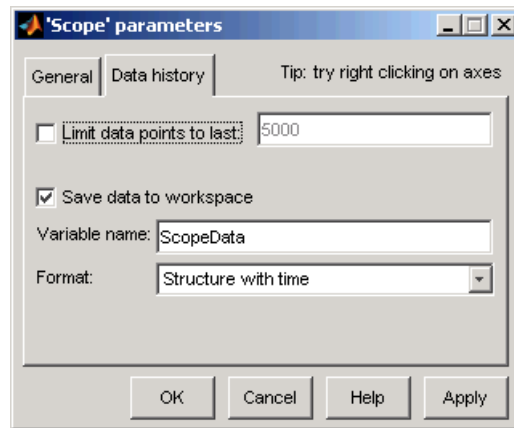 'Scope' parameters
General Data history Tip: try right clicking on axes
Limit data points to last: 5000
Save data to workspace
Variable name: ScopeData
Format: Structure with time
OK Cancel Help Apply